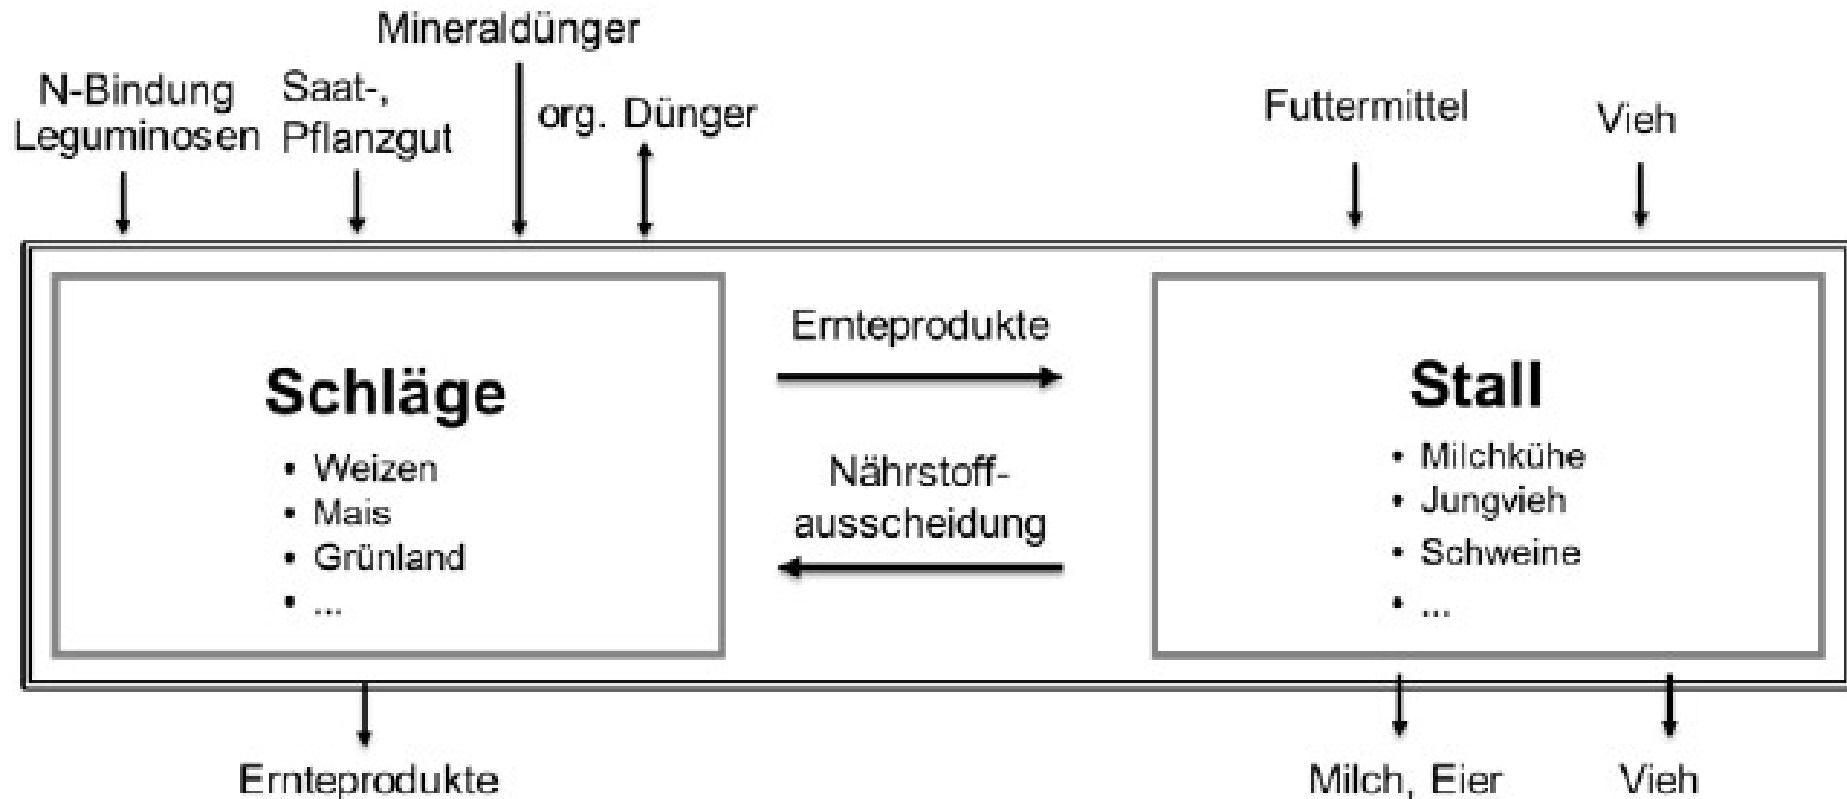 Mineraldünger
N-Bindung
Leguminosen
Saat-,
Pflanzgut
org. Dünger
Futtermittel
Vieh
Schläge
• Weizen
• Mais
• Grünland
• ...
Ernteprodukte
Nährstoff-
ausscheidung
Stall
• Milchkühe
• Jungvieh
• Schweine
• ...
Ernteprodukte
Milch, Eier
Vieh